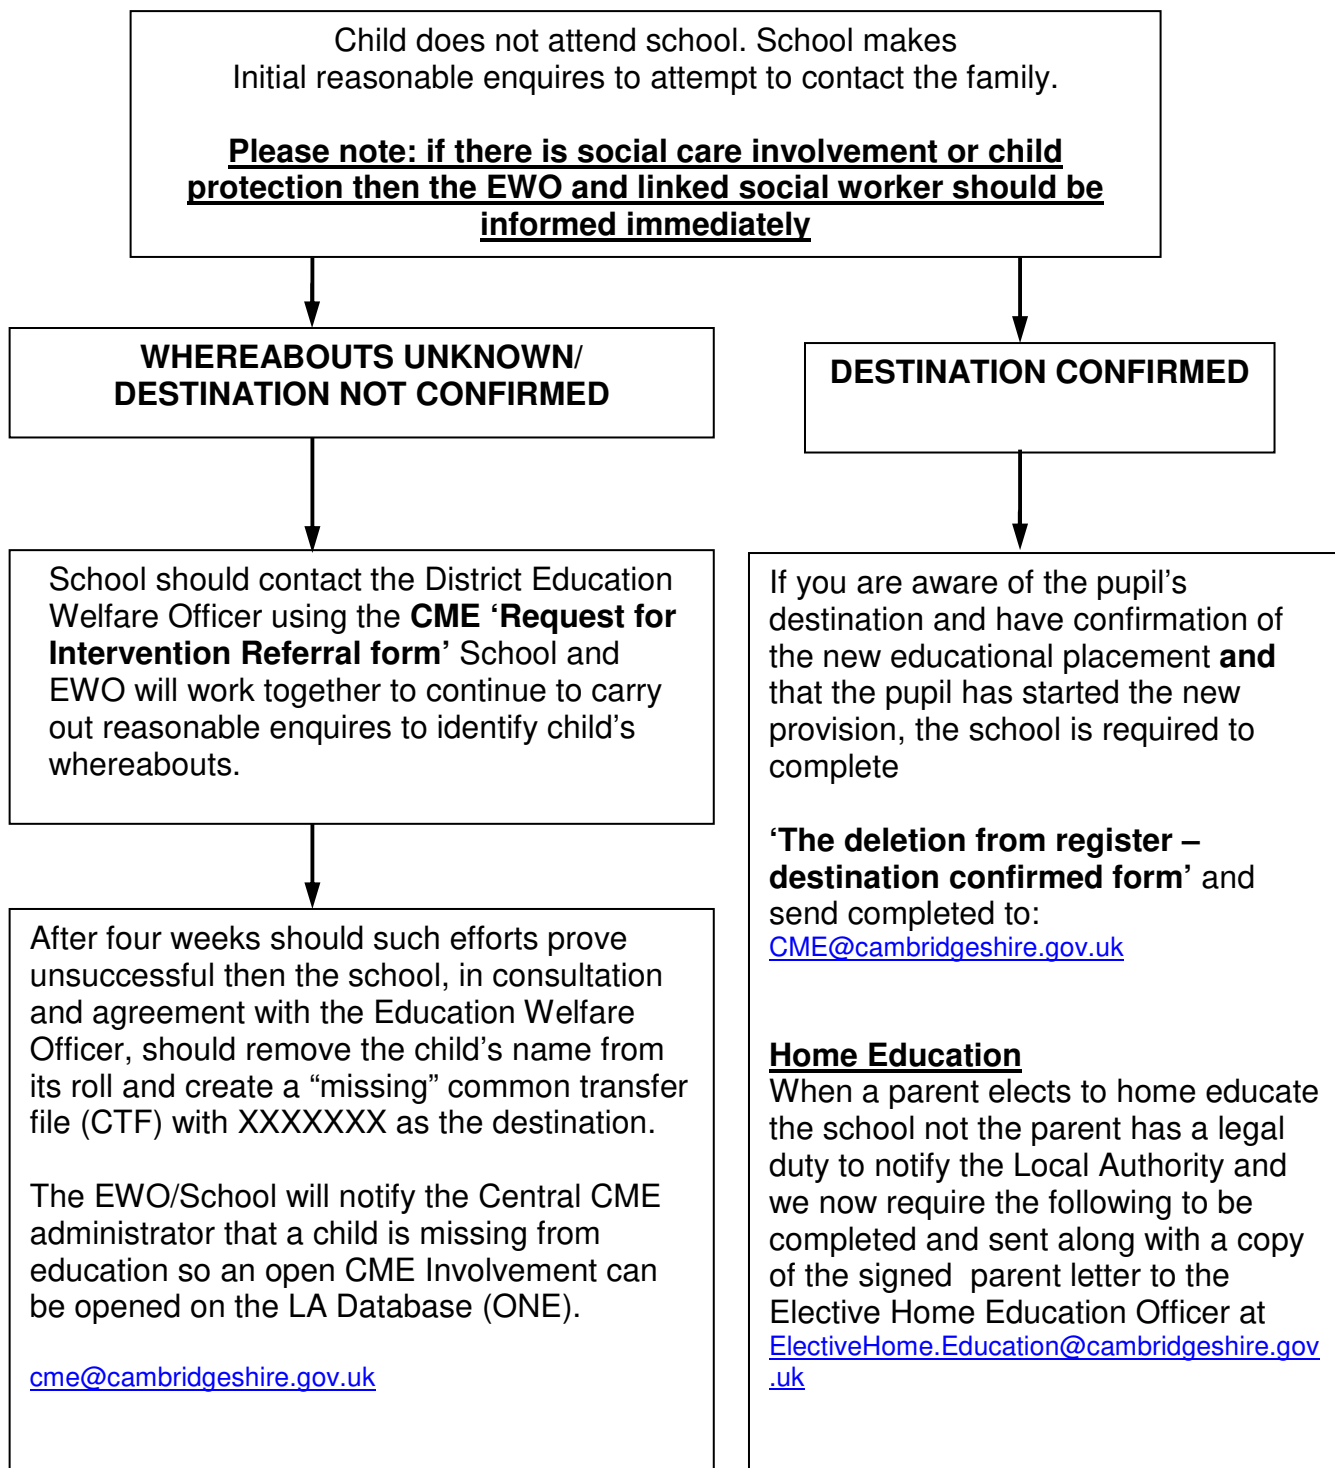 Child does not attend school. School makes
Initial reasonable enquires to attempt to contact the family.
Please note: if there is social care involvement or child
protection then the EWO and linked social worker should be
informed immediately
WHEREABOUTS UNKNOWN/
DESTINATION NOT CONFIRMED
DESTINATION CONFIRMED
School should contact the District Education
Welfare Officer using the CME ‘Request for
Intervention Referral form’ School and
EWO will work together to continue to carry
out reasonable enquires to identify child’s
whereabouts.
After four weeks should such efforts prove
unsuccessful then the school, in consultation
and agreement with the Education Welfare
Officer, should remove the child’s name from
its roll and create a “missing” common transfer
file (CTF) with XXXXXXX as the destination.
The EWO/School will notify the Central CME
administrator that a child is missing from
education so an open CME Involvement can
be opened on the LA Database (ONE).
cme@cambridgeshire.gov.uk
If you are aware of the pupil’s
destination and have confirmation of
the new educational placement and
that the pupil has started the new
provision, the school is required to
complete
‘The deletion from register –
destination confirmed form’ and
send completed to:
CME@cambridgeshire.gov.uk
Home Education
When a parent elects to home educate
the school not the parent has a legal
duty to notify the Local Authority and
we now require the following to be
completed and sent along with a copy
of the signed  parent letter to the
Elective Home Education Officer at
ElectiveHome.Education@cambridgeshire.gov
.uk